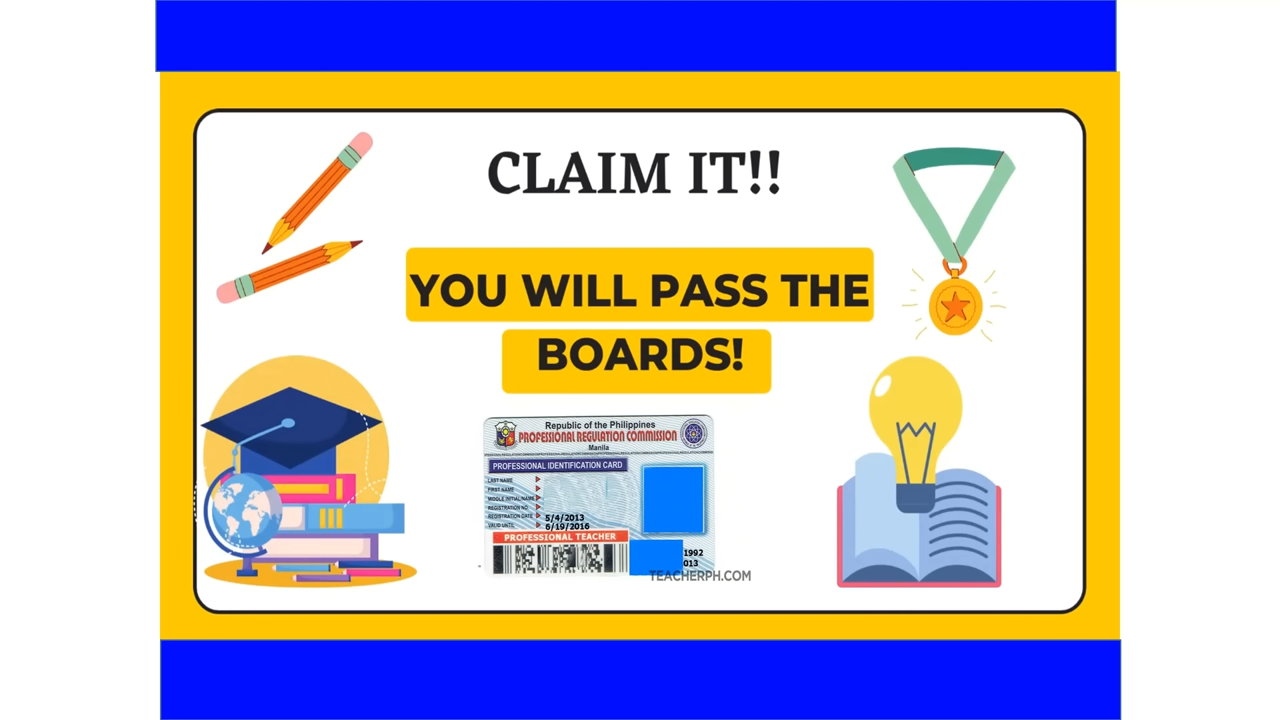 CLAIM IT!!
YOU WILL PASS THE
BOARDS!
Republic of the Philippines
PROFESSIONAL REGULATION COMMISSION
Manila
PROFESSIONAL IDENTIFICATION CARD
LAST NAME
FIRST NAME
MIDDLE INITIAL/NAME
REGISTRATION NO
REGISTRATION DATE 5/4/2013
VALID UNTIL 6/19/2016
PROFESSIONAL TEACHER
1992
013
TEACHERPH.COM